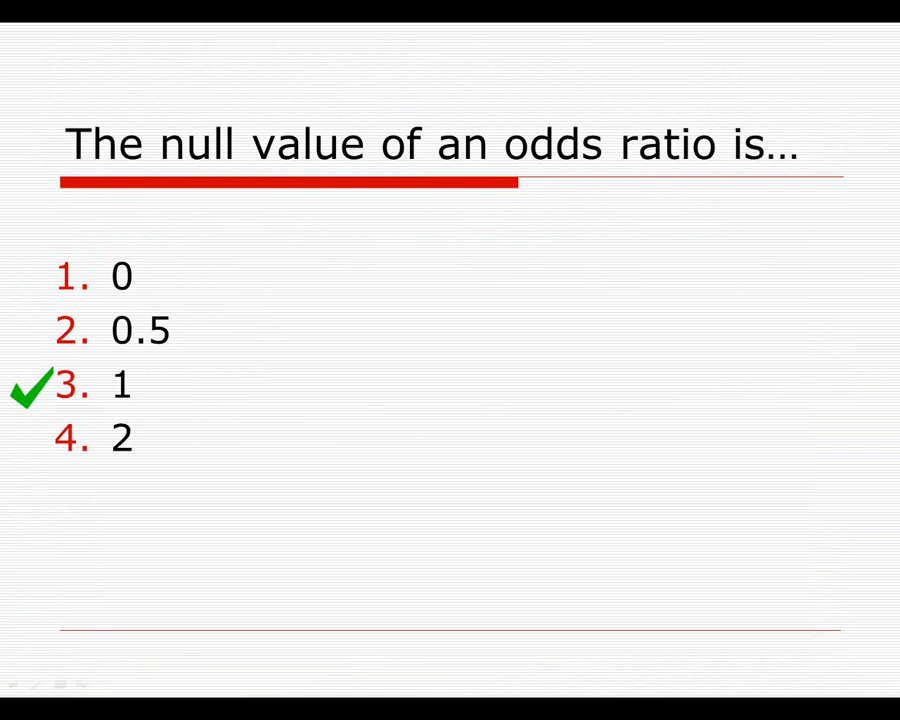 The null value of an odds ratio is…
1. 0
2. 0.5
3. 1
4. 2